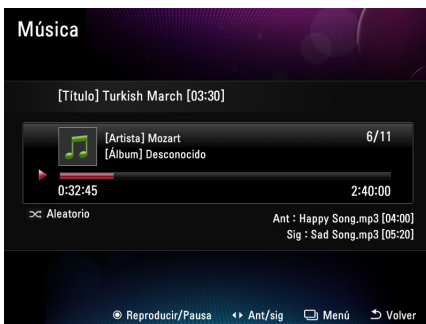 Música
[Título] Turkish March [03:30]
[Artista] Mozart 6/11
[Álbum] Desconocido
0:32:45 2:40:00
Aleatorio
Ant : Happy Song.mp3 [04:00]
Sig : Sad Song.mp3 [05:20]
Reproducir/Pausa Ant/sig Menú Volver